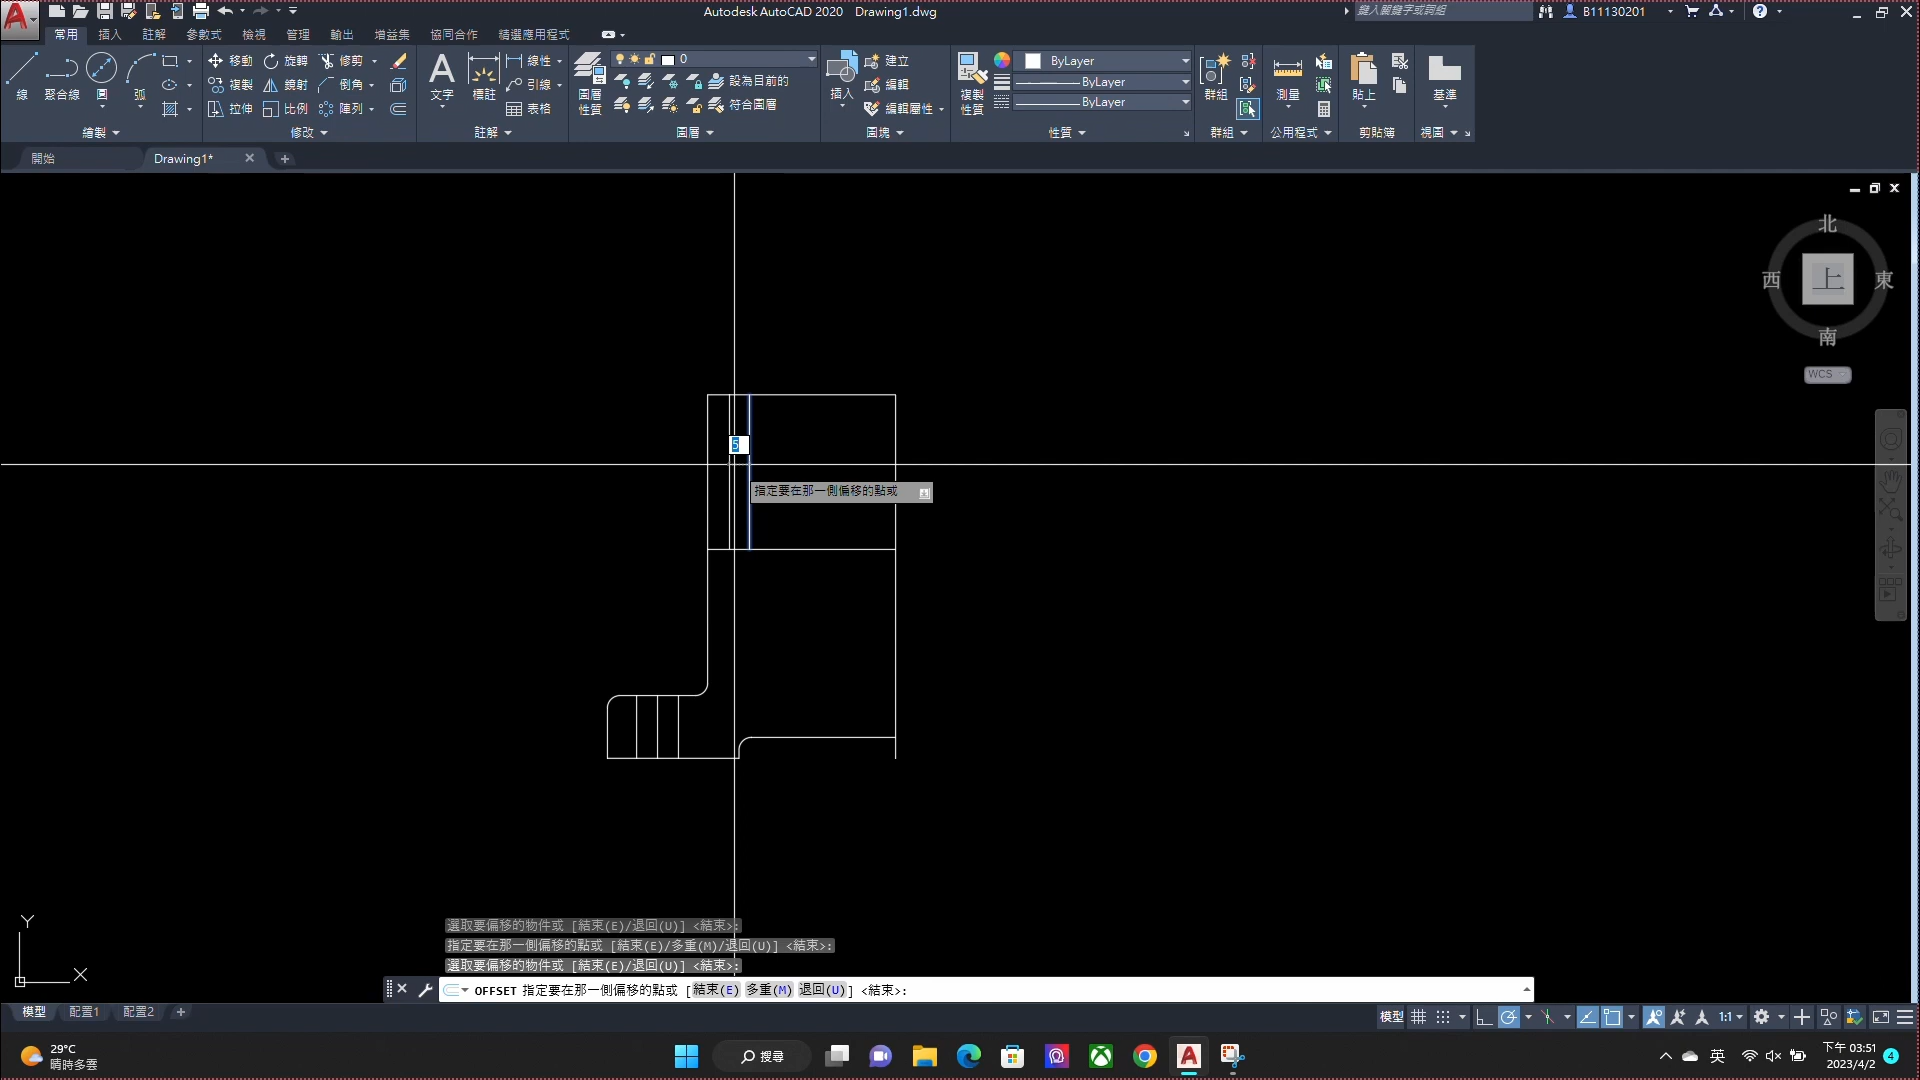 Autodesk AutoCAD 2020 Drawing1.dwg
鍵入關鍵字或詞組
B11130201
常用 插入 註解 參數式 檢視 管理 輸出 增益集 協同合作 精選應用程式
線 聚合線 圓 弧
移動 旋轉 修剪
複製 鏡射 倒角
拉伸 比例 陣列
文字 標註
線性
引線
表格
圖層
性質
0
設為目前的
符合圖層
插入
建立
編輯
編輯屬性
複製
性質
ByLayer
ByLayer
ByLayer
群組 測量 貼上 基準
繪製 修改 註解 圖層 圖塊 性質 群組 公用程式 剪貼簿 視圖
開始 Drawing1*
北
西 上 東
南
WCS
5
指定要在那一側偏移的點或
Y
X
選取要偏移的物件或 [結束(E)/退回(U)] <結束>:
指定要在那一側偏移的點或 [結束(E)/多重(M)/退回(U)] <結束>:
選取要偏移的物件或 [結束(E)/退回(U)] <結束>:
OFFSET 指定要在那一側偏移的點或 [結束(E) 多重(M) 退回(U)] <結束>:
模型 配置1 配置2
模型 1:1
29°C
晴時多雲
搜尋
英
下午 03:51
2023/4/2
4